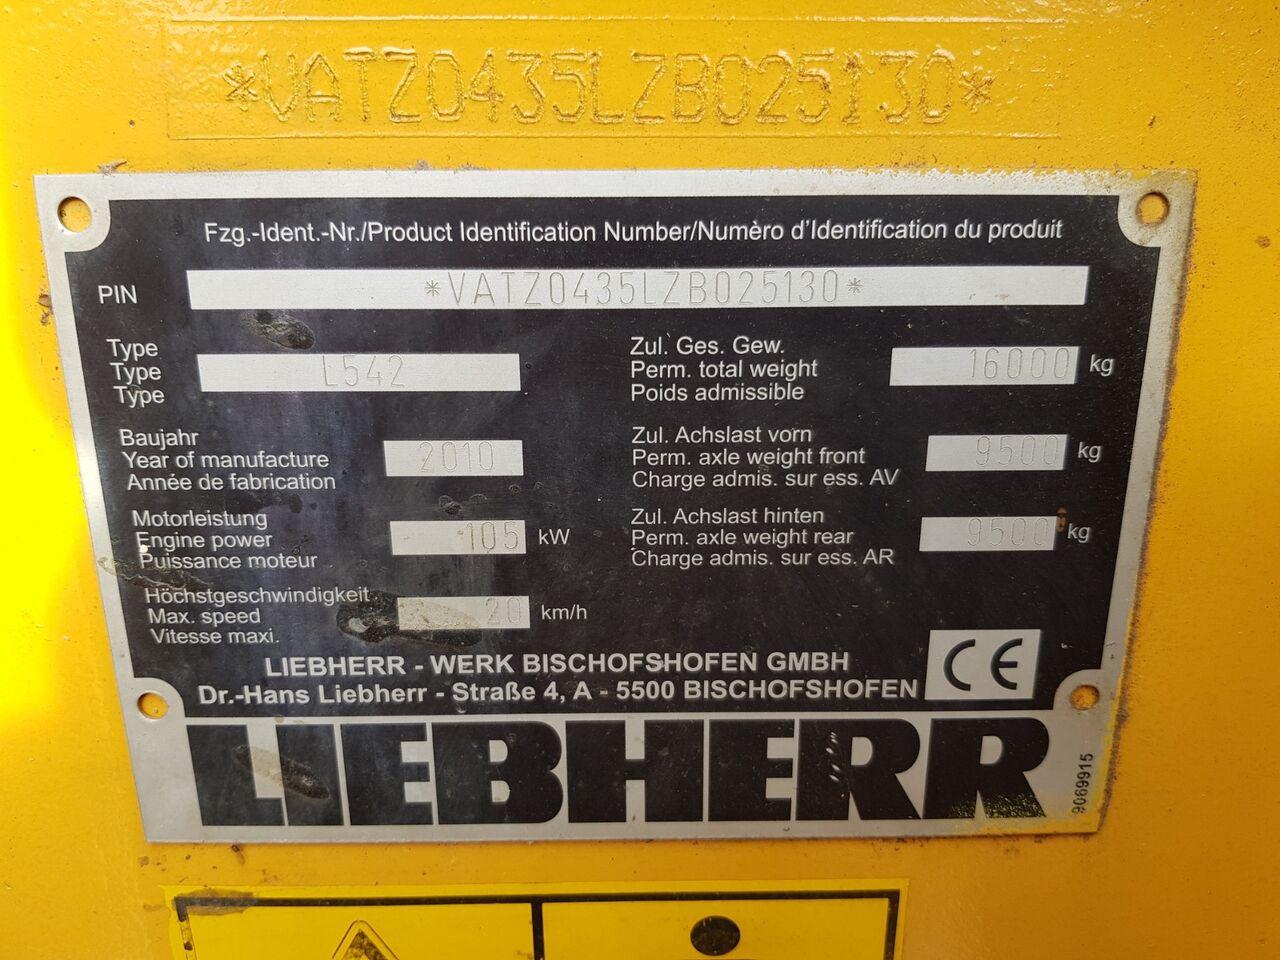 *VATZ0435LZB025130*
Fzg.-Ident.-Nr./Product Identification Number/Numèro d'Identification du produit
PIN *VATZ0435LZB025130*
Type
Type L542
Type
Zul. Ges. Gew.
Perm. total weight 16000 kg
Poids admissible
Baujahr
Year of manufacture 2010
Année de fabrication
Zul. Achslast vorn
Perm. axle weight front 9500 kg
Charge admis. sur ess. AV
Motorleistung
Engine power 105 kW
Puissance moteur
Zul. Achslast hinten
Perm. axle weight rear 9500 kg
Charge admis. sur ess. AR
Höchstgeschwindigkeit
Max. speed 20 km/h
Vitesse maxi.
LIEBHERR - WERK BISCHOFSHOFEN GMBH
Dr.-Hans Liebherr - Straße 4, A - 5500 BISCHOFSHOFEN
CE
LIEBHERR
9069915